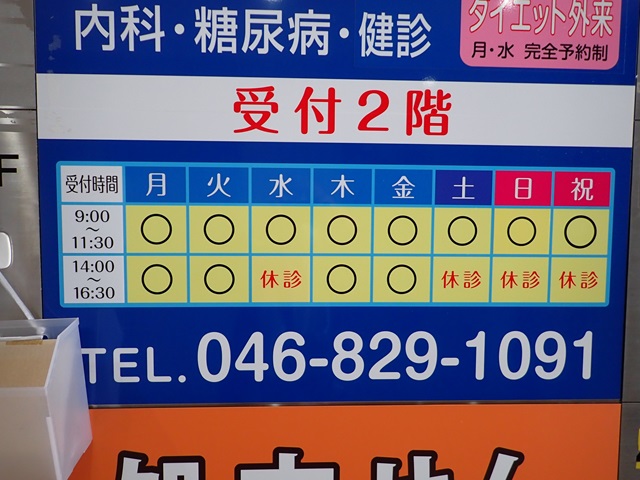 内科・糖尿病・健診
ダイエット外来
月・水 完全予約制
受付2階
受付時間 月 火 水 木 金 土 日 祝
9:00～11:30 ○ ○ ○ ○ ○ ○ ○ ○
14:00～16:30 ○ ○ 休診 ○ ○ 休診 休診 休診
TEL. 046-829-1091
F